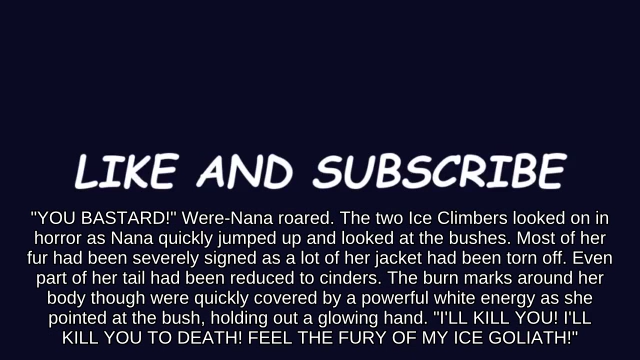 LIKE AND SUBSCRIBE
"YOU BASTARD!" Were-Nana roared. The two Ice Climbers looked on in
horror as Nana quickly jumped up and looked at the bushes. Most of her
fur had been severely signed as a lot of her jacket had been torn off. Even
part of her tail had been reduced to cinders. The burn marks around her
body though were quickly covered by a powerful white energy as she
pointed at the bush, holding out a glowing hand. "I'LL KILL YOU! I'LL
KILL YOU TO DEATH! FEEL THE FURY OF MY ICE GOLIATH!"